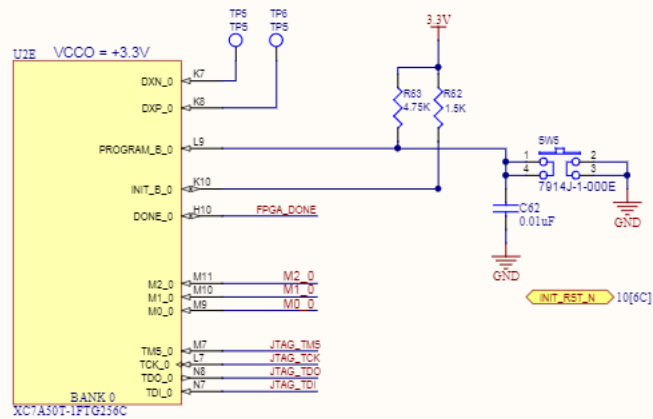 TP5 TP6
TP5 TP5
3.3V
U2E VCCO = +3.3V
DXN_0 K7
R63 R62
4.75K 1.5K
DXP_0 K8
SW5
PROGRAM_B_0 L9
1 2
4 3
7914J-1-000E
INIT_B_0 K10
C62
0.01uF
DONE_0 H10 FPGA_DONE
GND
GND
M2_0 M11 M2_0
M1_0 M10 M1_0
M0_0 M9 M0_0
INIT_RST_N 10[6C]
TMS_0 M7 JTAG_TMS
TCK_0 L7 JTAG_TCK
TDO_0 N8 JTAG_TDO
TDI_0 N7 JTAG_TDI
BANK 0
XC7A50T-1FTG256C